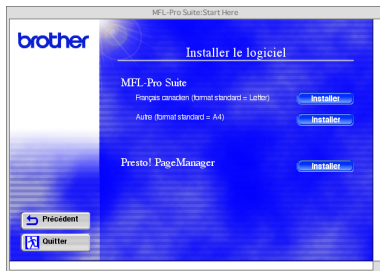 MFL-Pro Suite:Start Here
brother
Installer le logiciel
MFL-Pro Suite
Français canadien (format standard = Letter)
Installer
Autre (format standard = A4)
Installer
Presto! PageManager
Installer
Précédent
Quitter